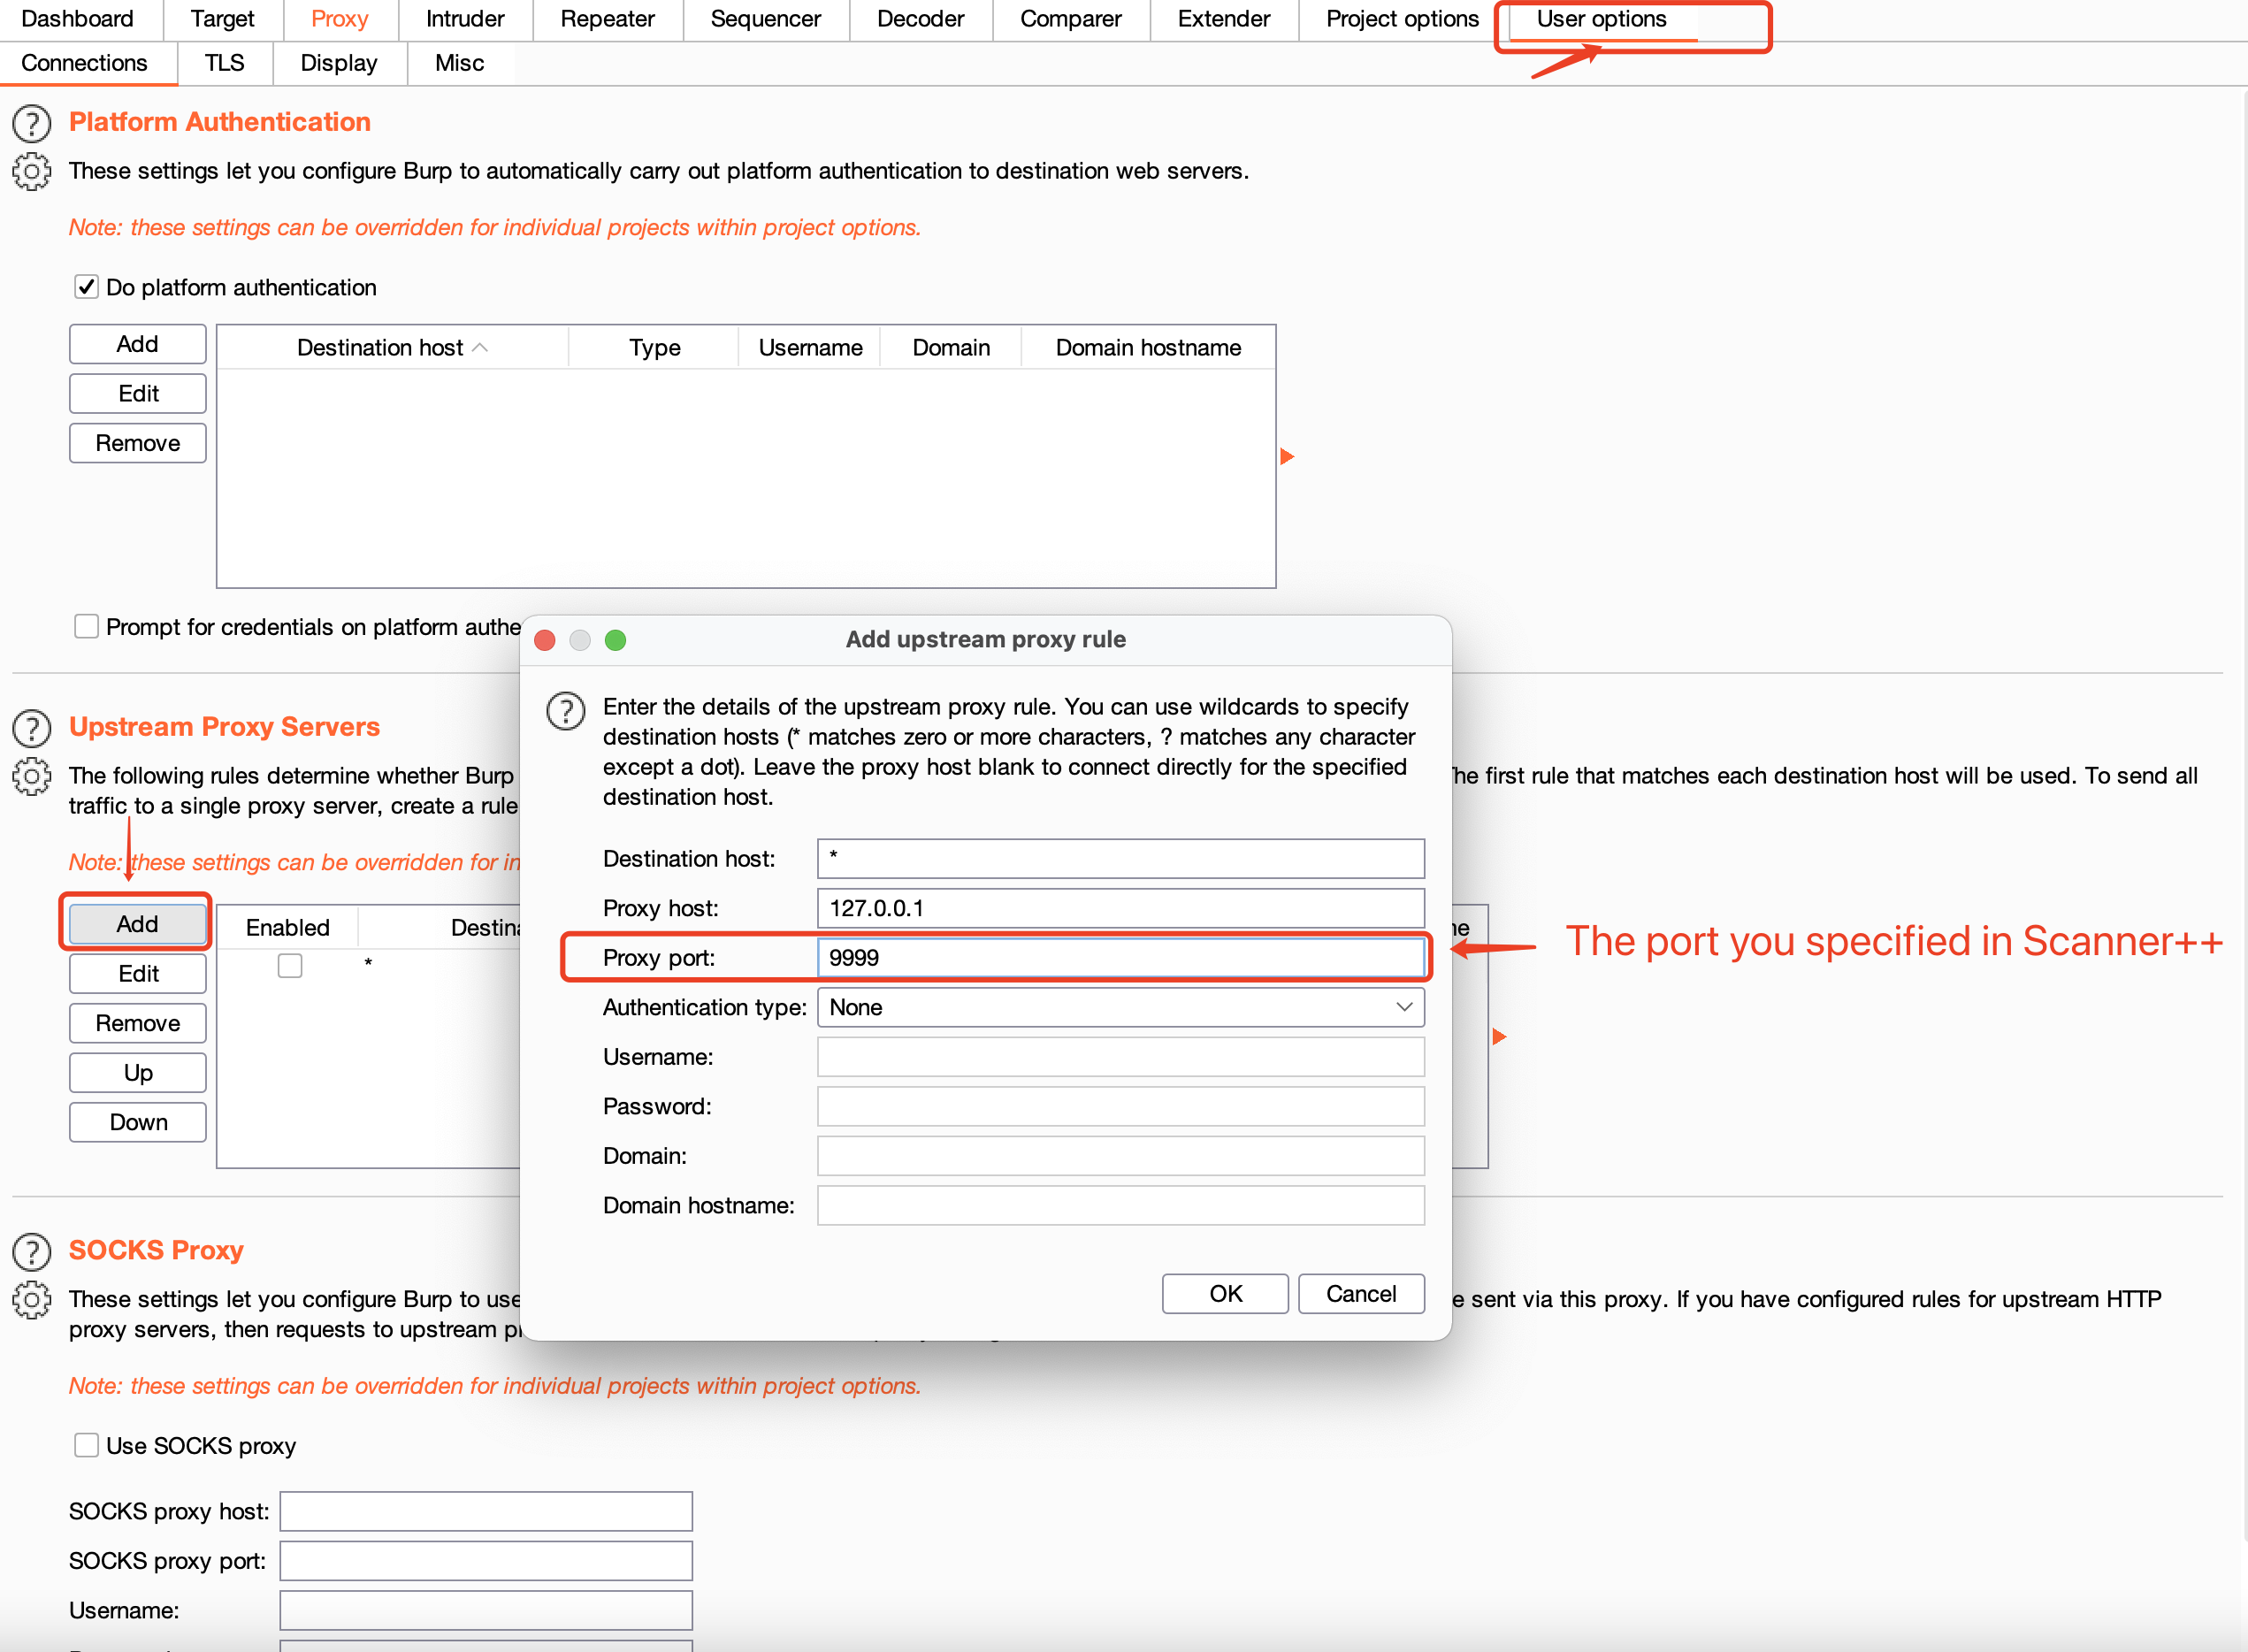 Dashboard Target Proxy Intruder Repeater Sequencer Decoder Comparer Extender Project options User options
Connections TLS Display Misc
Platform Authentication
These settings let you configure Burp to automatically carry out platform authentication to destination web servers.
Note: these settings can be overridden for individual projects within project options.
Do platform authentication
Add
Edit
Remove
Destination host Type Username Domain Domain hostname
Prompt for credentials on platform authe
Add upstream proxy rule
Enter the details of the upstream proxy rule. You can use wildcards to specify
destination hosts (* matches zero or more characters, ? matches any character
except a dot). Leave the proxy host blank to connect directly for the specified
destination host.
Destination host: *
Proxy host: 127.0.0.1
Proxy port: 9999
Authentication type: None
Username:
Password:
Domain:
Domain hostname:
OK Cancel
The port you specified in Scanner++
Upstream Proxy Servers
The following rules determine whether Burp he first rule that matches each destination host will be used. To send all
traffic to a single proxy server, create a rule
Note: these settings can be overridden for in
Add
Edit
Remove
Up
Down
Enabled Destina ne
*
SOCKS Proxy
These settings let you configure Burp to use e sent via this proxy. If you have configured rules for upstream HTTP
proxy servers, then requests to upstream pr
Note: these settings can be overridden for individual projects within project options.
Use SOCKS proxy
SOCKS proxy host:
SOCKS proxy port:
Username: